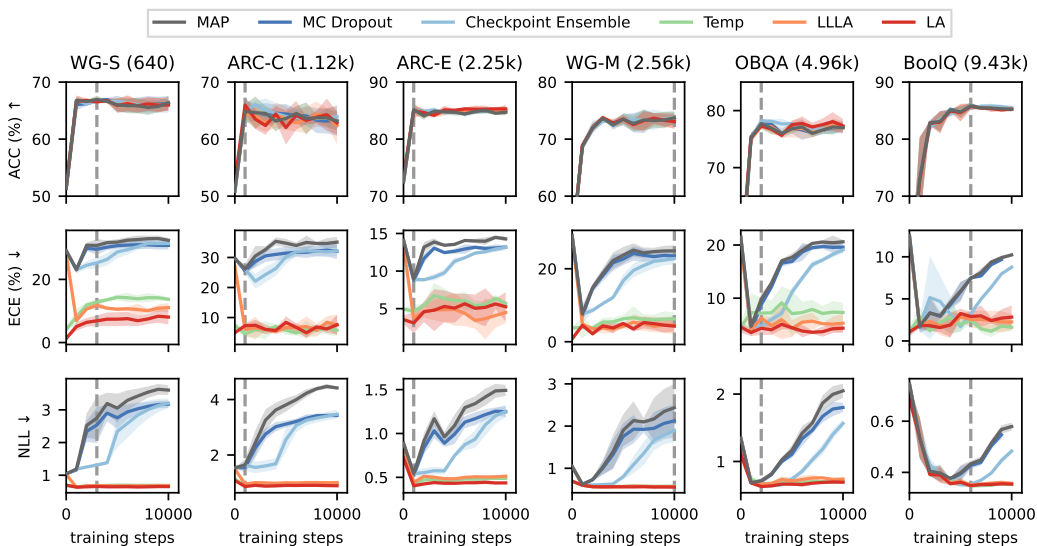 MAP MC Dropout Checkpoint Ensemble Temp LLLA LA
WG-S (640) ARC-C (1.12k) ARC-E (2.25k) WG-M (2.56k) OBQA (4.96k) BoolQ (9.43k)
ACC (%) ↑
70 60 50
70 60 50
90 80 70
80 70 60
80 70
90 80 70
ECE (%) ↓
20 0
30 20 10
15 10 5
20 0
20 10
10 5 0
NLL ↓
3 2 1
4 2
1.5 1.0 0.5
3 2 1
2 1
0.6 0.4
0 10000 0 10000 0 10000 0 10000 0 10000 0 10000
training steps training steps training steps training steps training steps training steps